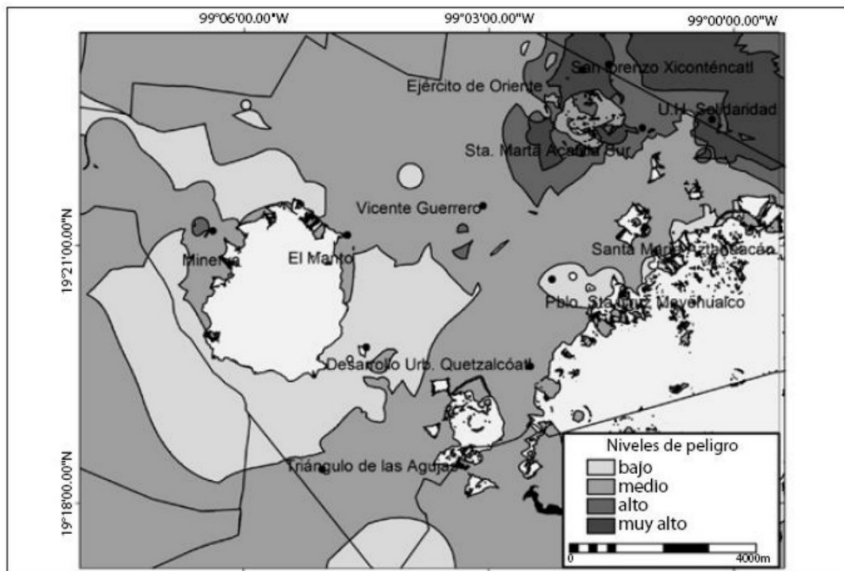 99°06'00.00"W 99°03'00.00"W 99°00'00.00"W
San Lorenzo Xiconténcatl
Ejército de Oriente
U.H. Solidaridad
Sta. Marta Acatitla Sur
Vicente Guerrero
19°21'00.00"N
Santa María Aztahuacán
Minerva
El Manto
Pblo. Sta. Cruz Meyehualco
Desarrollo Urb. Quetzalcóatl
Triángulo de las Agujas
19°18'00.00"N
Niveles de peligro
bajo
medio
alto
muy alto
0 4000m